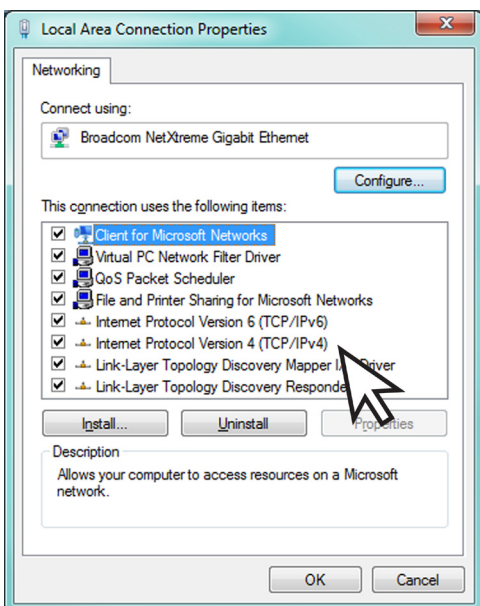 Local Area Connection Properties
Networking
Connect using:
Broadcom NetXtreme Gigabit Ethernet
Configure...
This connection uses the following items:
Client for Microsoft Networks
Virtual PC Network Filter Driver
QoS Packet Scheduler
File and Printer Sharing for Microsoft Networks
Internet Protocol Version 6 (TCP/IPv6)
Internet Protocol Version 4 (TCP/IPv4)
Link-Layer Topology Discovery Mapper I/O Driver
Link-Layer Topology Discovery Responder
Install... Uninstall Properties
Description
Allows your computer to access resources on a Microsoft
network.
OK Cancel